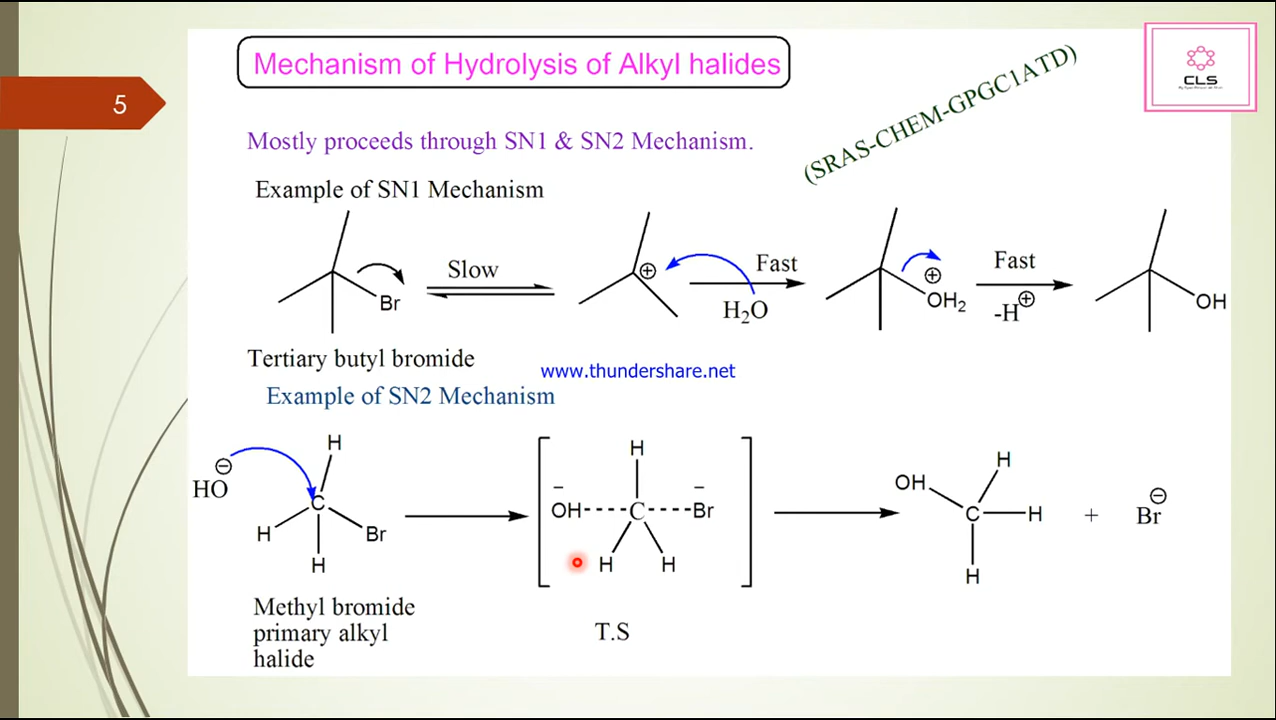 5
Mechanism of Hydrolysis of Alkyl halides
CLS
(SRAS-CHEM-GPGC1ATD)
Mostly proceeds through SN1 & SN2 Mechanism.
Example of SN1 Mechanism
Br
Slow
⊕
Fast
H₂O
⊕
OH₂
Fast
-H⊕
OH
Tertiary butyl bromide
www.thundershare.net
Example of SN2 Mechanism
⊖
HO
H
C
H
Br
H
H
‾ ‾
OH----C----Br
H H
T.S
OH
H
C
H
H
+
⊖
Br
Methyl bromide
primary alkyl
halide